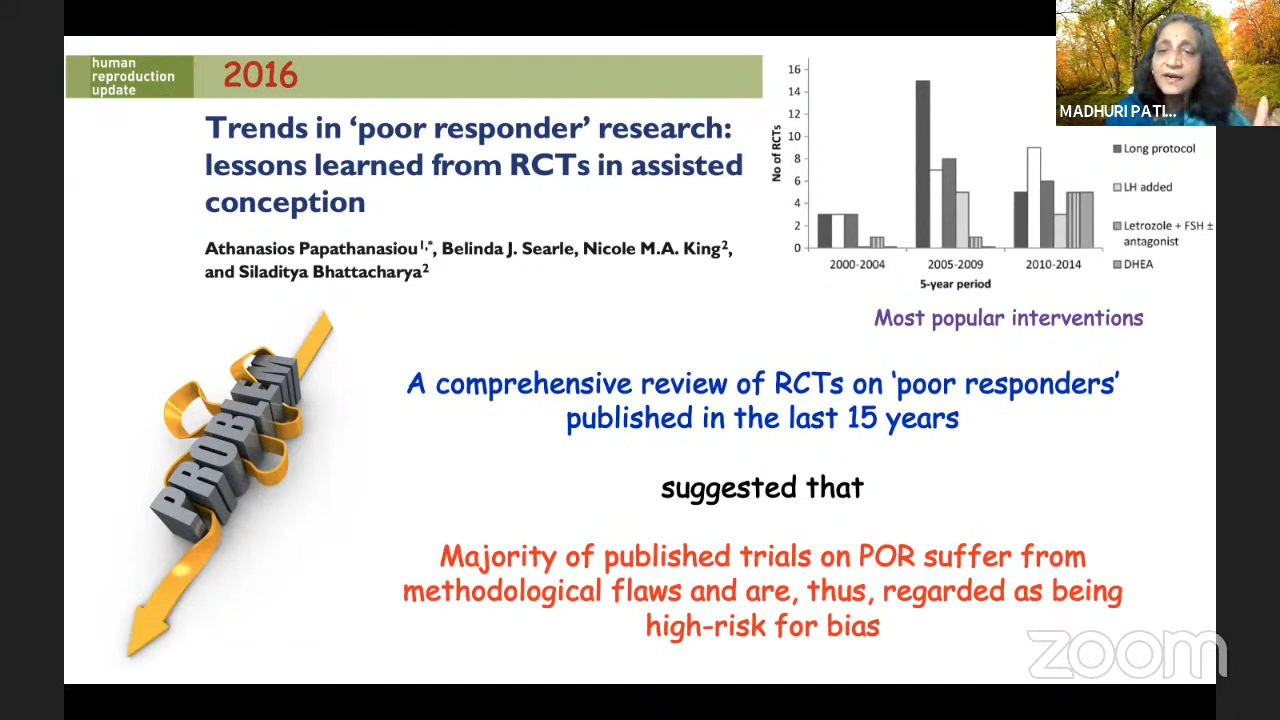 human
reproduction
update
2016
Trends in ‘poor responder’ research:
lessons learned from RCTs in assisted
conception
Athanasios Papathanasiou1,*, Belinda J. Searle, Nicole M.A. King2,
and Siladitya Bhattacharya2
16
14
12
10
8
6
4
2
0
No of RCTs
2000-2004
2005-2009
2010-2014
5-year period
Long protocol
LH added
Letrozole + FSH ±
antagonist
DHEA
MADHURI PATI...
Most popular interventions
PROBLEM
A comprehensive review of RCTs on ‘poor responders’
published in the last 15 years
suggested that
Majority of published trials on POR suffer from
methodological flaws and are, thus, regarded as being
high-risk for bias
zoom